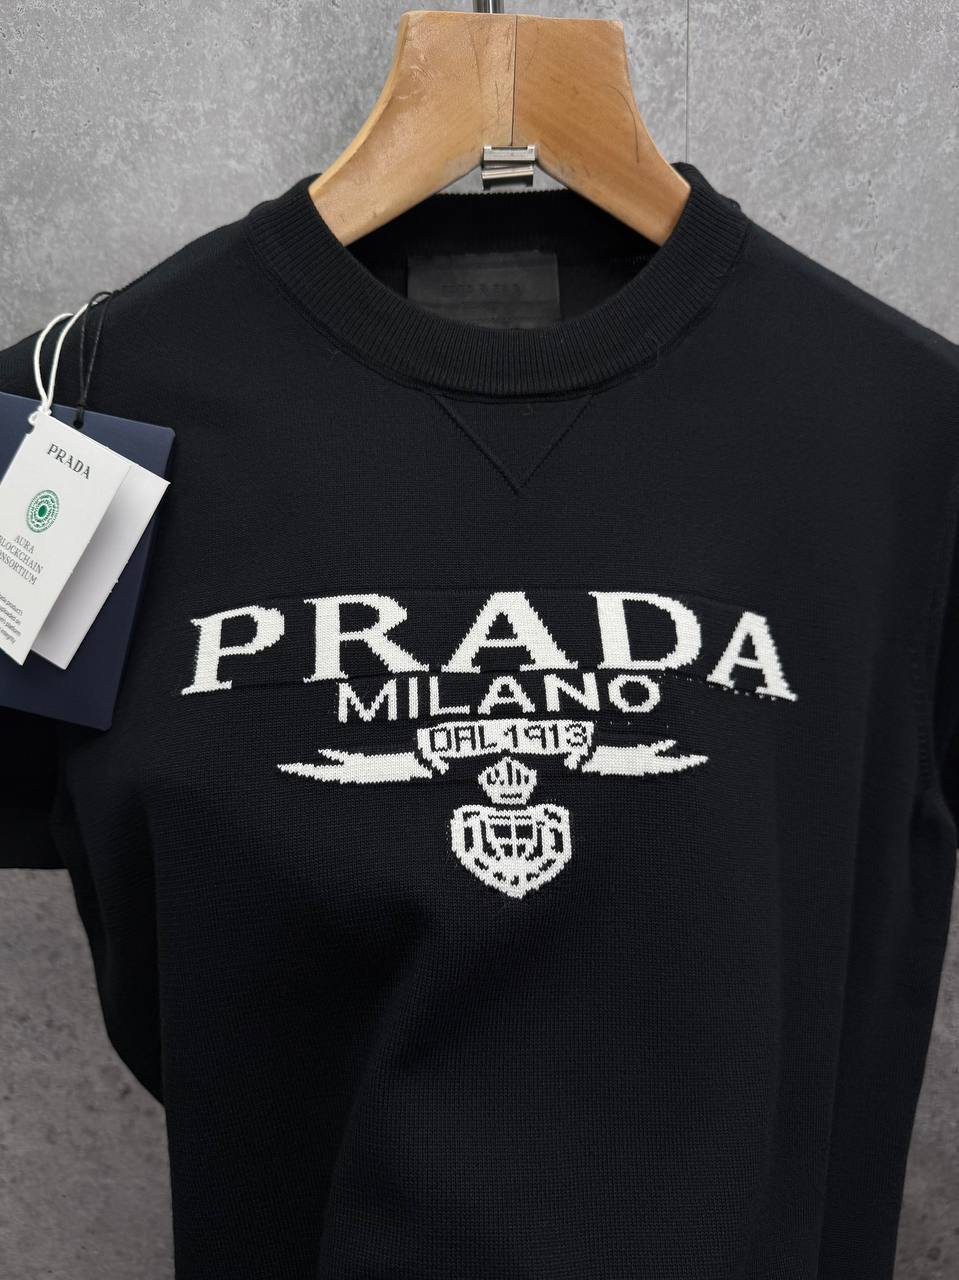 PRADA
AURA
BLOCKCHAIN
CONSORTIUM
PRADA
MILANO
DAL 1913